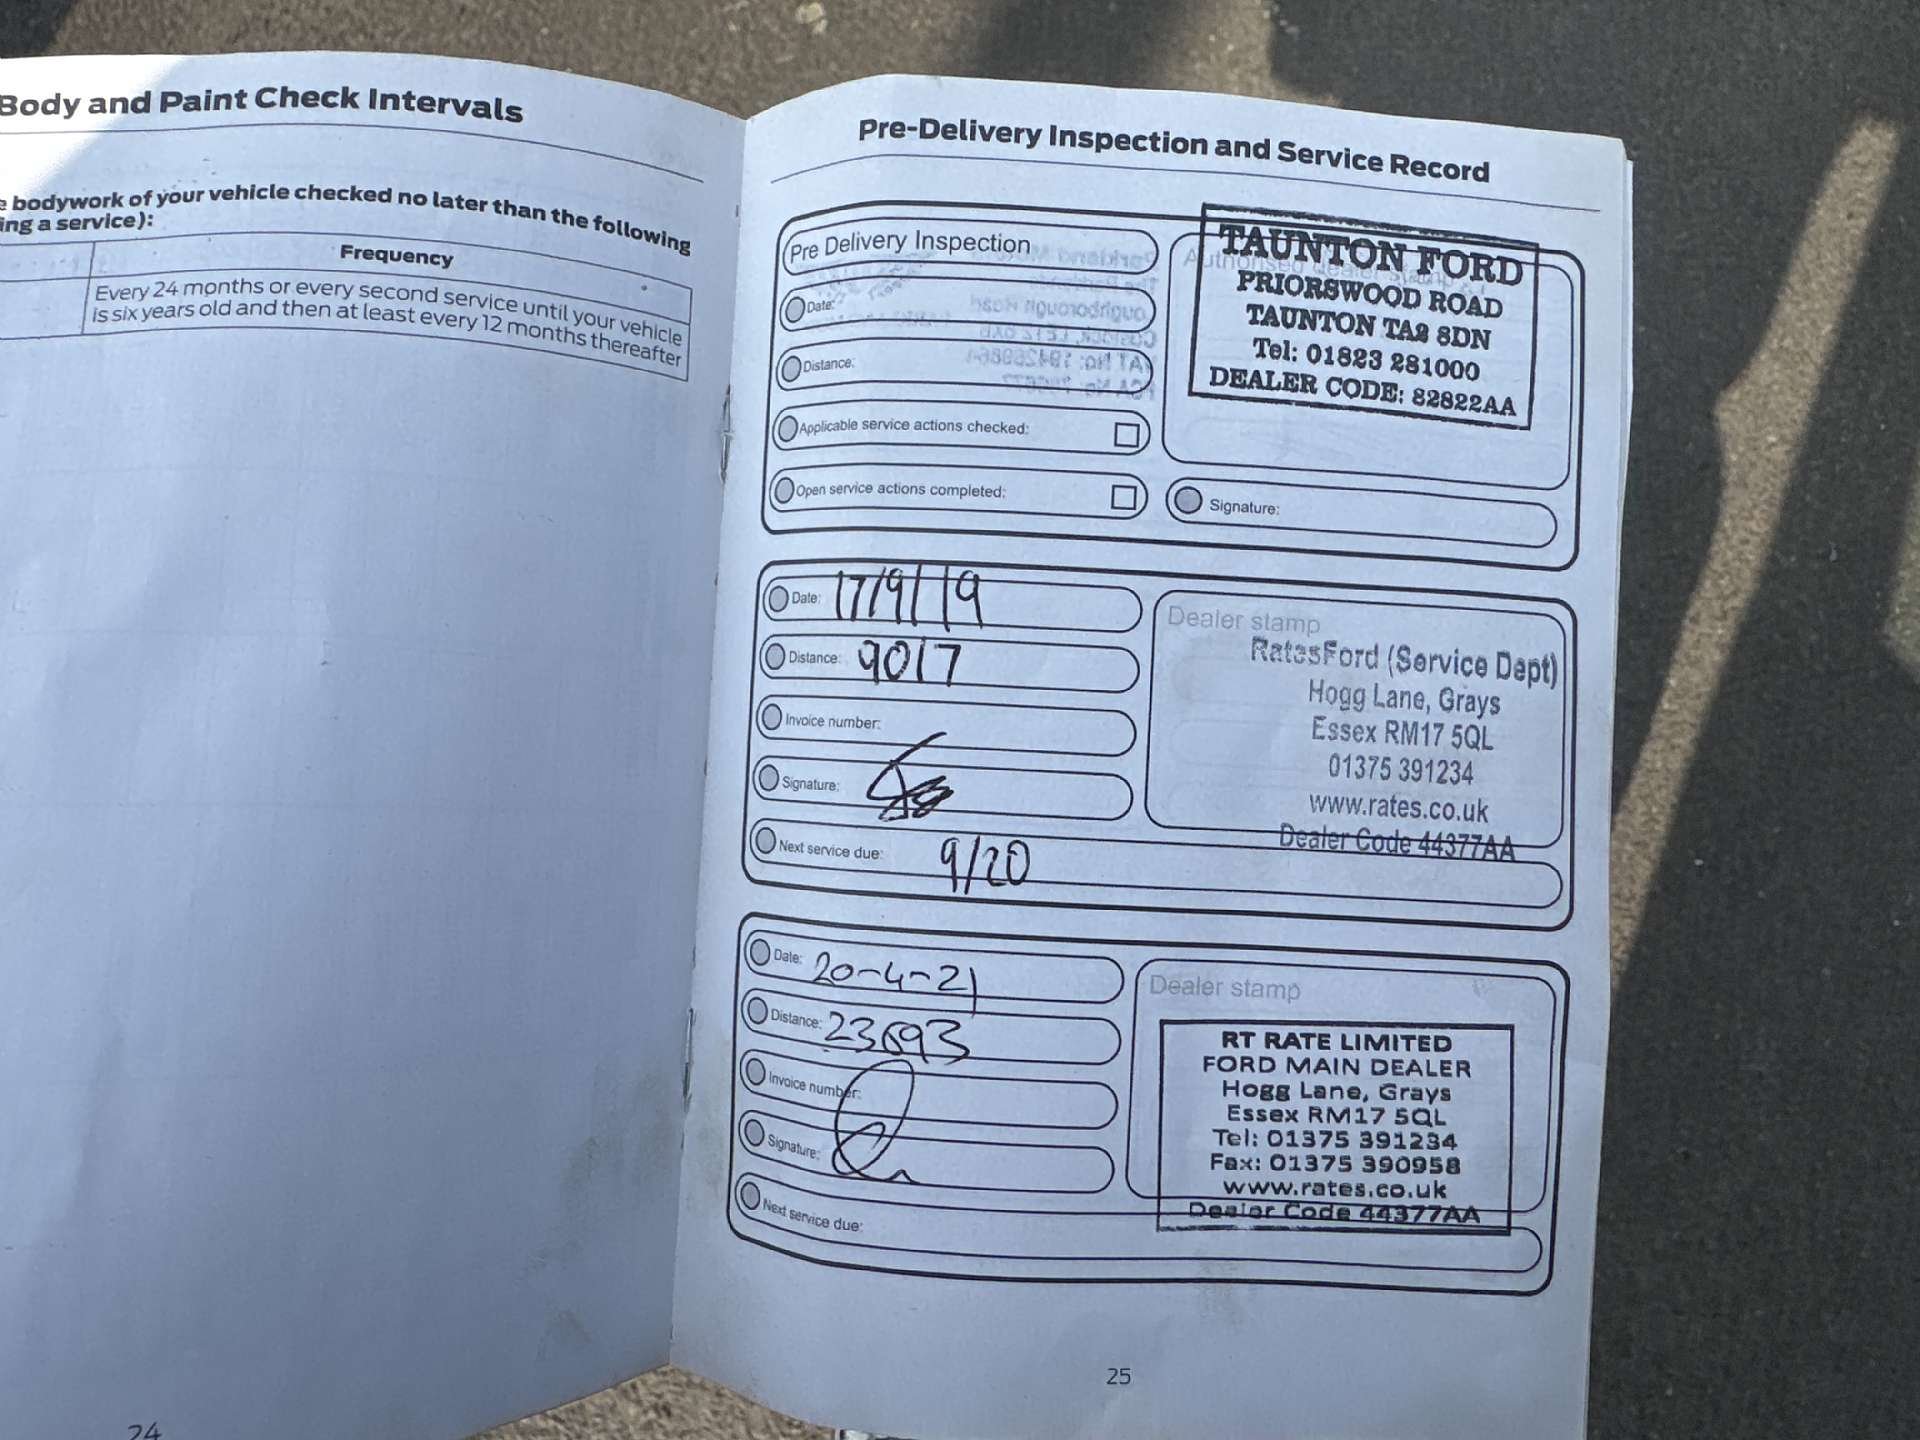 Body and Paint Check Intervals
e bodywork of your vehicle checked no later than the following
ing a service):
Frequency
Every 24 months or every second service until your vehicle
is six years old and then at least every 12 months thereafter
24
Pre-Delivery Inspection and Service Record
Pre Delivery Inspection
Date:
Distance:
Applicable service actions checked:
Open service actions completed:
Authorised dealer stamp
TAUNTON FORD
PRIORSWOOD ROAD
TAUNTON TA2 8DN
Tel: 01823 281000
DEALER CODE: 82822AA
Signature:
Date: 17/9/19
Distance: 9017
Invoice number:
Signature:
Next service due: 9/20
Dealer stamp
RatesFord (Service Dept)
Hogg Lane, Grays
Essex RM17 5QL
01375 391234
www.rates.co.uk
Dealer Code 44377AA
Date: 20-4-21
Distance: 23693
Invoice number:
Signature:
Next service due:
Dealer stamp
RT RATE LIMITED
FORD MAIN DEALER
Hogg Lane, Grays
Essex RM17 5QL
Tel: 01375 391234
Fax: 01375 390958
www.rates.co.uk
Dealer Code 44377AA
25